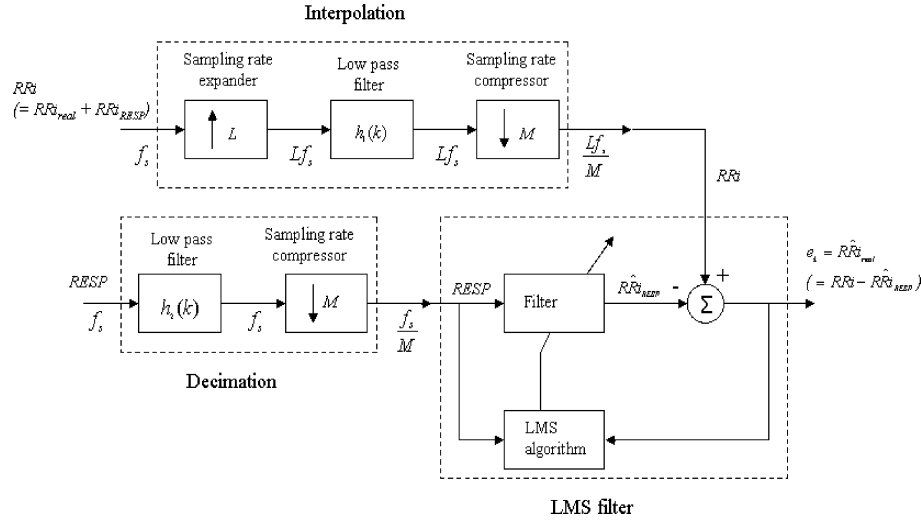 Interpolation
Sampling rate
expander
Low pass
filter
Sampling rate
compressor
RRi
(= RRi_real + RRi_RESP)
↑ L
h₁(k)
↓ M
f_s
Lf_s
Lf_s
Lf_s
M
RRi
Low pass
filter
Sampling rate
compressor
RESP
h₁(k)
↓ M
f_s
f_s
f_s
M
Decimation
RESP
Filter
RR̂i_RESP
-
+
Σ
e_k = RR̂i_real
(= RRi − RR̂i_RESP)
LMS
algorithm
LMS filter